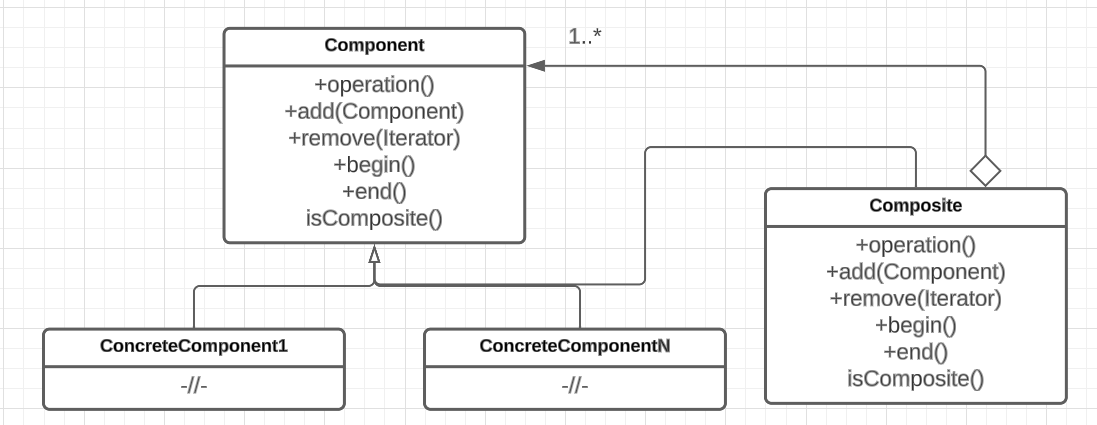 Component
+operation()
+add(Component)
+remove(Iterator)
+begin()
+end()
isComposite()
1..*
Composite
+operation()
+add(Component)
+remove(Iterator)
+begin()
+end()
isComposite()
ConcreteComponent1
-//-
ConcreteComponentN
-//-